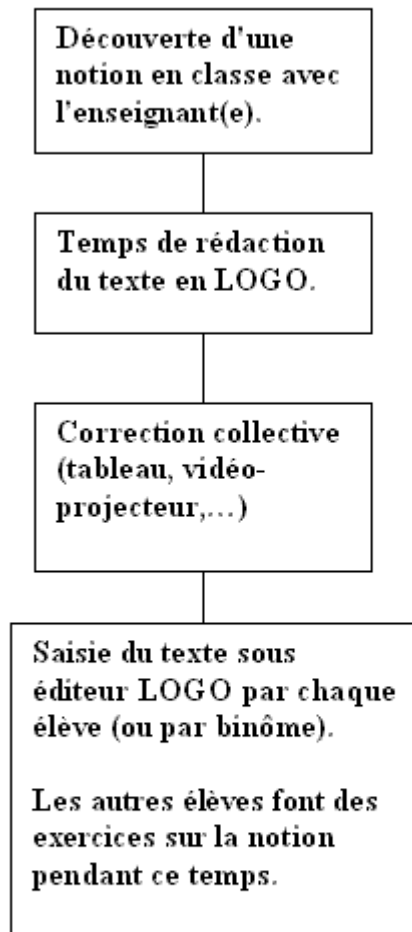 Découverte d'une
notion en classe avec
l'enseignant(e).
Temps de rédaction
du texte en LOGO.
Correction collective
(tableau, vidéo-
projecteur,...)
Saisie du texte sous
éditeur LOGO par chaque
élève (ou par binôme).
Les autres élèves font des
exercices sur la notion
pendant ce temps.